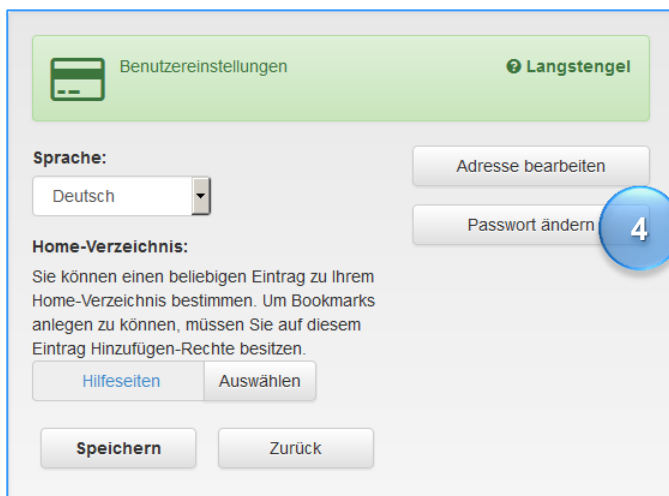 Benutzereinstellungen
Langstengel
Sprache:
Deutsch
Adresse bearbeiten
Passwort ändern
4
Home-Verzeichnis:
Sie können einen beliebigen Eintrag zu Ihrem
Home-Verzeichnis bestimmen. Um Bookmarks
anlegen zu können, müssen Sie auf diesem
Eintrag Hinzufügen-Rechte besitzen.
Hilfeseiten
Auswählen
Speichern
Zurück